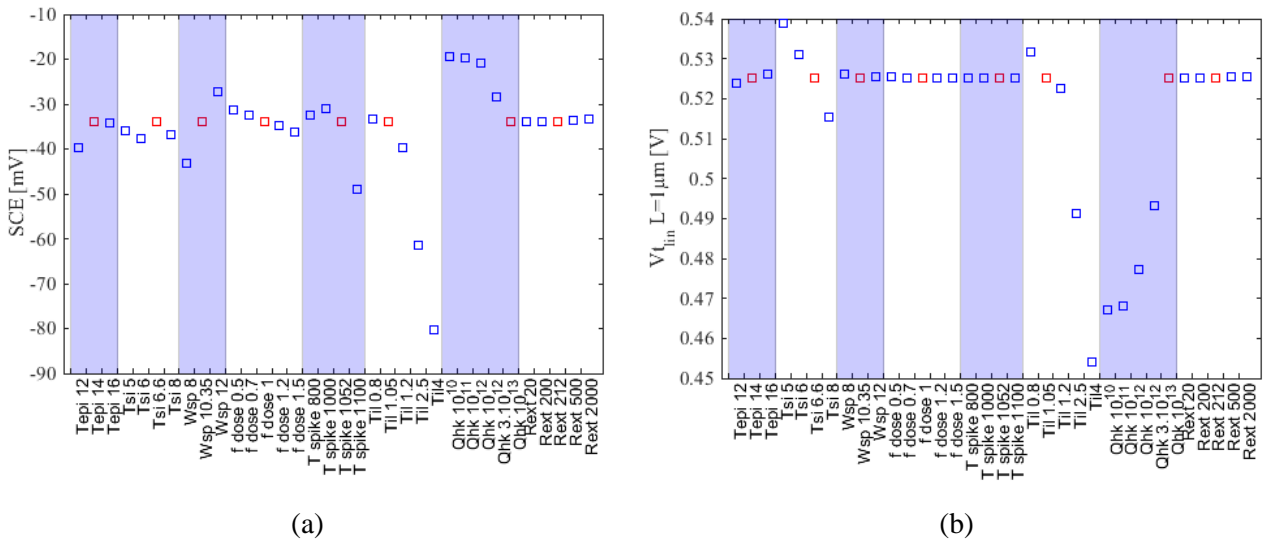 -10
-20
-30
-40
-50
-60
-70
-80
-90
SCE [mV]
Tepi 12
Tepi 14
Tepi 16
Tsi 5
Tsi 6
Tsi 6.6
Tsi 8
Wsp 8
Wsp 10.35
Wsp 12
f dose 0.5
f dose 0.7
f dose 1
f dose 1.2
f dose 1.5
T spike 800
T spike 1000
T spike 1052
T spike 1100
Til 0.8
Til 1.05
Til 1.2
Til 2.5
Til4
Qhk 10^10
Qhk 10^11
Qhk 10^12
Qhk 3.10^12
Qhk 10^13
Rext 20
Rext 200
Rext 212
Rext 500
Rext 2000
(a)
0.54
0.53
0.52
0.51
0.5
0.49
0.48
0.47
0.46
0.45
Vt_lin L=1μm [V]
Tepi 12
Tepi 14
Tepi 16
Tsi 5
Tsi 6
Tsi 6.6
Tsi 8
Wsp 8
Wsp 10.35
Wsp 12
f dose 0.5
f dose 0.7
f dose 1
f dose 1.2
f dose 1.5
T spike 800
T spike 1000
T spike 1052
T spike 1100
Til 0.8
Til 1.05
Til 1.2
Til 2.5
Til4
Qhk 10^10
Qhk 10^11
Qhk 10^12
Qhk 3.10^12
Qhk 10^13
Rext 20
Rext 200
Rext 212
Rext 500
Rext 2000
(b)